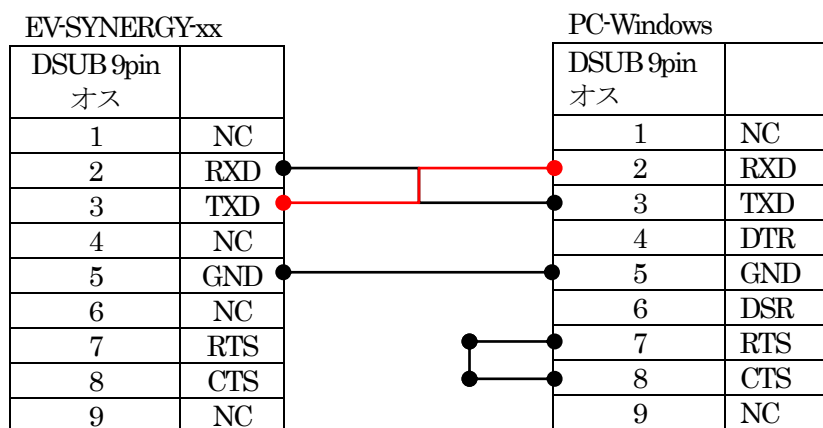 EV-SYNERGY-xx
DSUB 9pin
オス
1 NC
2 RXD
3 TXD
4 NC
5 GND
6 NC
7 RTS
8 CTS
9 NC
PC-Windows
DSUB 9pin
オス
1 NC
2 RXD
3 TXD
4 DTR
5 GND
6 DSR
7 RTS
8 CTS
9 NC